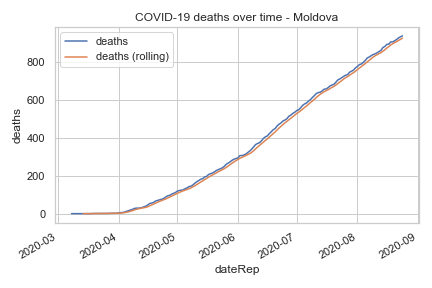 COVID-19 deaths over time - Moldova
deaths
deaths (rolling)
deaths
800
600
400
200
0
2020-03
2020-04
2020-05
2020-06
2020-07
2020-08
2020-09
dateRep